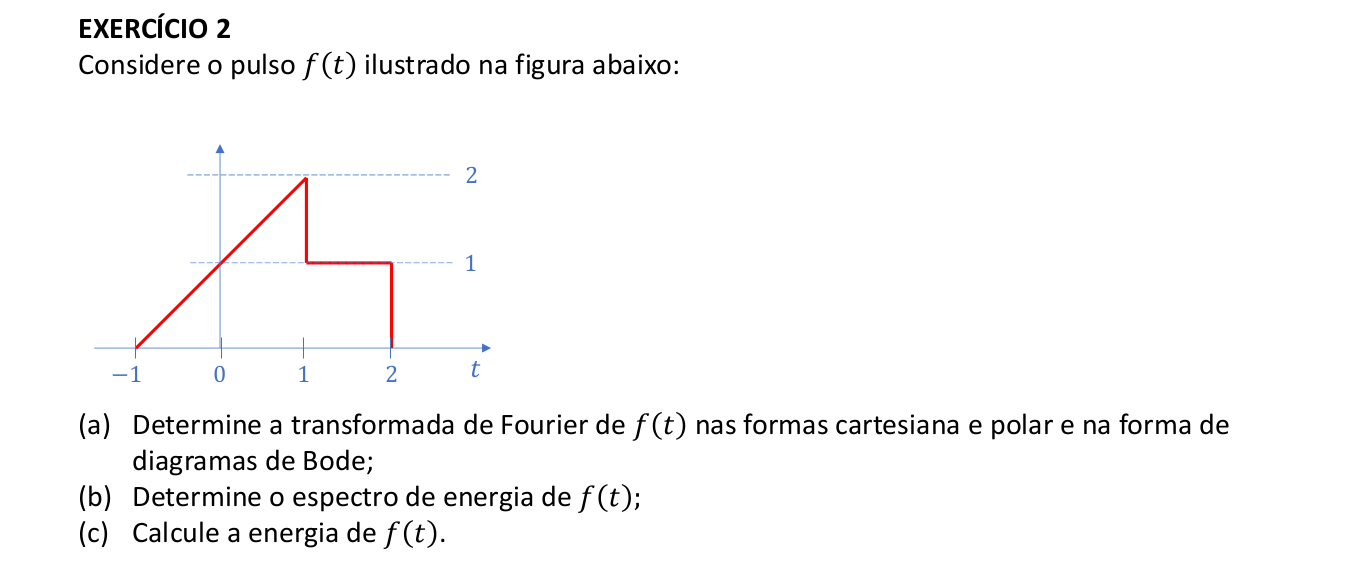 EXERCÍCIO 2
Considere o pulso f(t) ilustrado na figura abaixo:
2
1
−1 0 1 2 t
(a) Determine a transformada de Fourier de f(t) nas formas cartesiana e polar e na forma de
diagramas de Bode;
(b) Determine o espectro de energia de f(t);
(c) Calcule a energia de f(t).